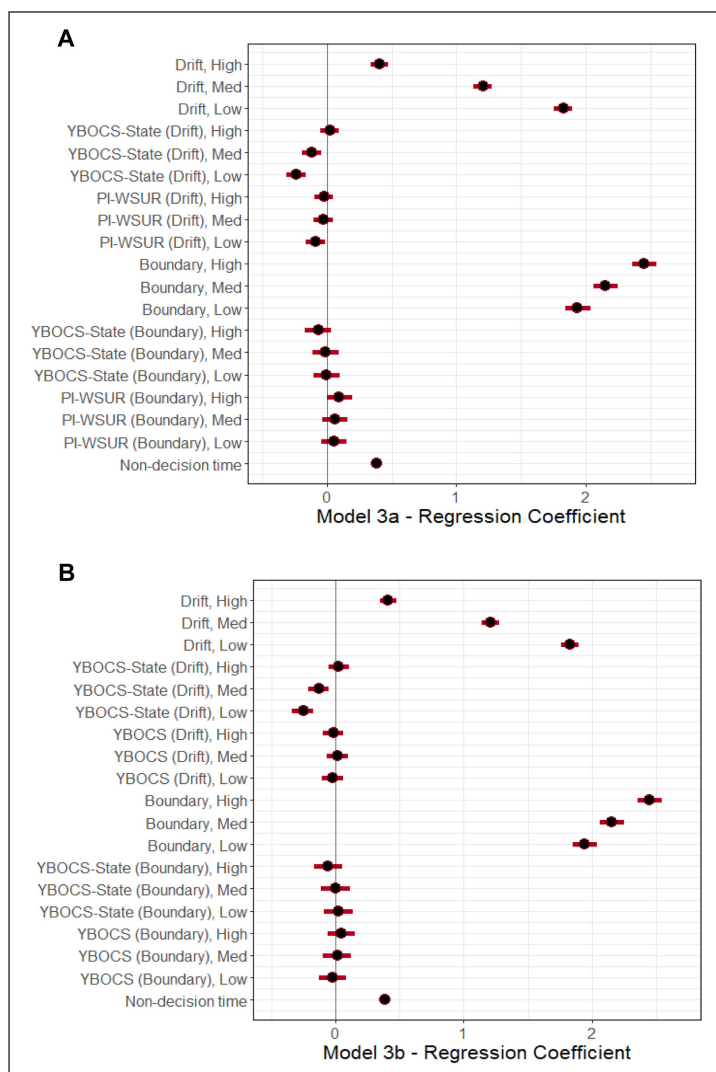 A
Drift, High
Drift, Med
Drift, Low
YBOCS-State (Drift), High
YBOCS-State (Drift), Med
YBOCS-State (Drift), Low
PI-WSUR (Drift), High
PI-WSUR (Drift), Med
PI-WSUR (Drift), Low
Boundary, High
Boundary, Med
Boundary, Low
YBOCS-State (Boundary), High
YBOCS-State (Boundary), Med
YBOCS-State (Boundary), Low
PI-WSUR (Boundary), High
PI-WSUR (Boundary), Med
PI-WSUR (Boundary), Low
Non-decision time
0 1 2
Model 3a - Regression Coefficient
B
Drift, High
Drift, Med
Drift, Low
YBOCS-State (Drift), High
YBOCS-State (Drift), Med
YBOCS-State (Drift), Low
YBOCS (Drift), High
YBOCS (Drift), Med
YBOCS (Drift), Low
Boundary, High
Boundary, Med
Boundary, Low
YBOCS-State (Boundary), High
YBOCS-State (Boundary), Med
YBOCS-State (Boundary), Low
YBOCS (Boundary), High
YBOCS (Boundary), Med
YBOCS (Boundary), Low
Non-decision time
0 1 2
Model 3b - Regression Coefficient